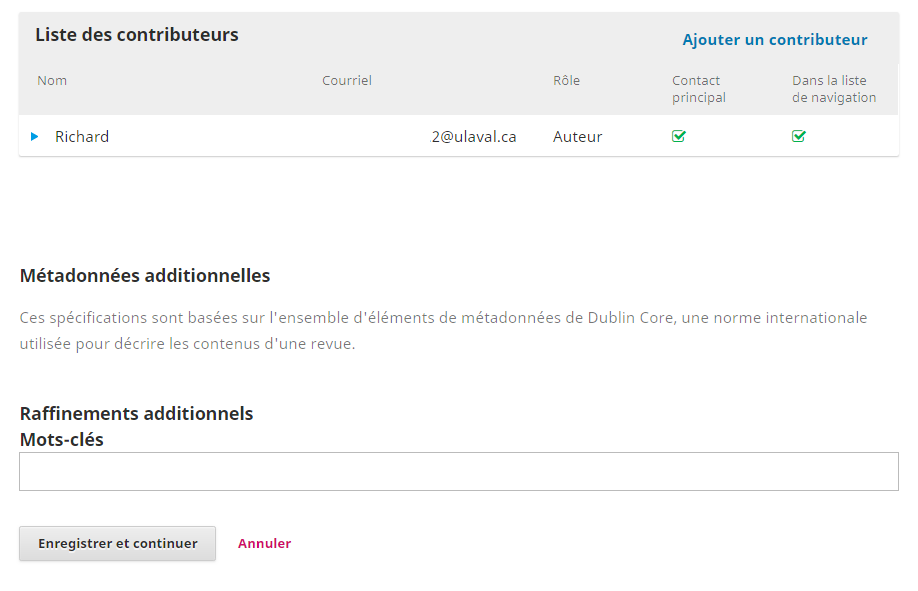 Liste des contributeurs
Ajouter un contributeur
Nom Courriel Rôle Contact principal Dans la liste de navigation
Richard 2@ulaval.ca Auteur
Métadonnées additionnelles
Ces spécifications sont basées sur l'ensemble d'éléments de métadonnées de Dublin Core, une norme internationale
utilisée pour décrire les contenus d'une revue.
Raffinements additionnels
Mots-clés
Enregistrer et continuer Annuler